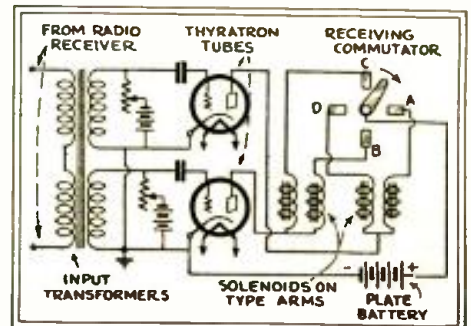 FROM RADIO
RECEIVER
THYRATRON
TUBES
RECEIVING
COMMUTATOR
C
D
A
B
INPUT
TRANSFORMERS
SOLENOIDS ON
TYPE ARMS
- +
PLATE
BATTERY